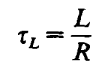 τ_L = L/R